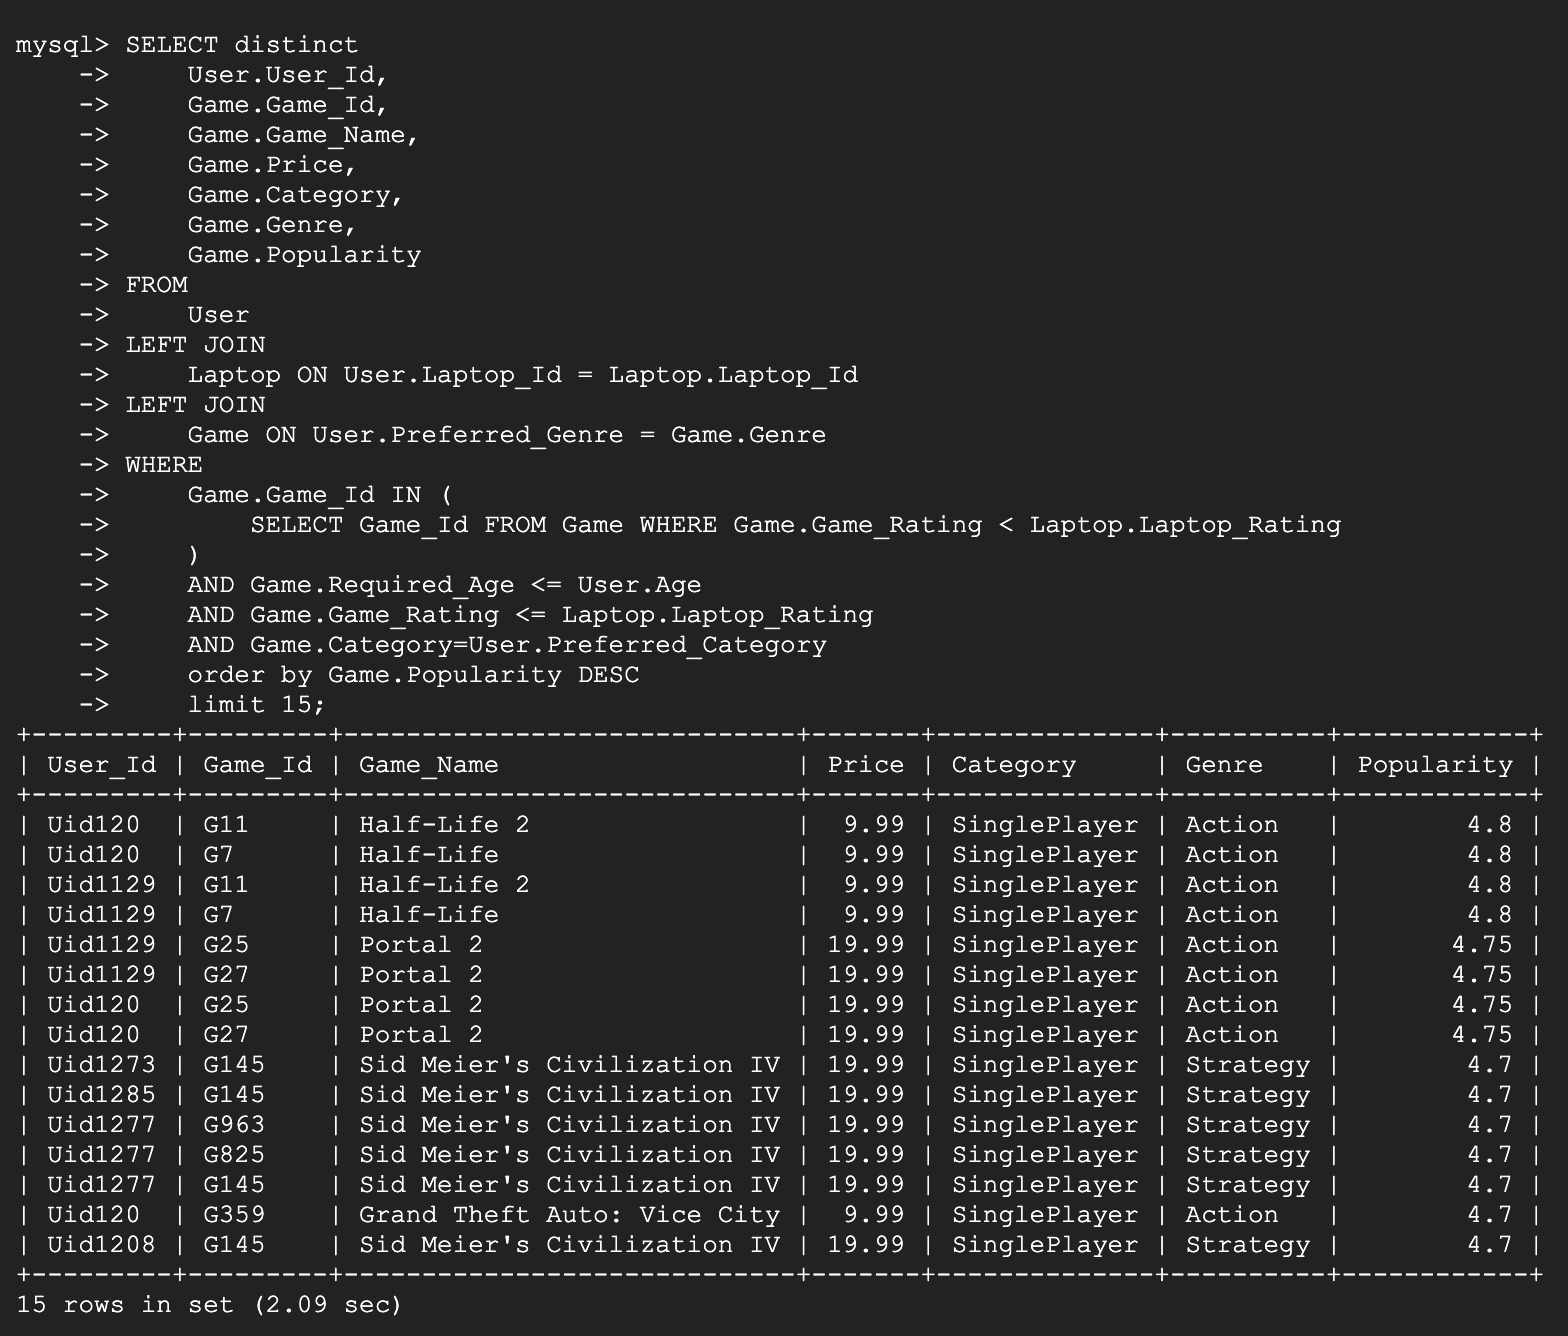 mysql> SELECT distinct
    ->     User.User_Id,
    ->     Game.Game_Id,
    ->     Game.Game_Name,
    ->     Game.Price,
    ->     Game.Category,
    ->     Game.Genre,
    ->     Game.Popularity
    -> FROM
    ->     User
    -> LEFT JOIN
    ->     Laptop ON User.Laptop_Id = Laptop.Laptop_Id
    -> LEFT JOIN
    ->     Game ON User.Preferred_Genre = Game.Genre
    -> WHERE
    ->     Game.Game_Id IN (
    ->         SELECT Game_Id FROM Game WHERE Game.Game_Rating < Laptop.Laptop_Rating
    ->     )
    ->     AND Game.Required_Age <= User.Age
    ->     AND Game.Game_Rating <= Laptop.Laptop_Rating
    ->     AND Game.Category=User.Preferred_Category
    ->     order by Game.Popularity DESC
    ->     limit 15;
+---------+---------+-----------------------------+-------+--------------+----------+------------+
| User_Id | Game_Id | Game_Name                   | Price | Category     | Genre    | Popularity |
+---------+---------+-----------------------------+-------+--------------+----------+------------+
| Uid120  | G11     | Half-Life 2                 |  9.99 | SinglePlayer | Action   |        4.8 |
| Uid120  | G7      | Half-Life                   |  9.99 | SinglePlayer | Action   |        4.8 |
| Uid1129 | G11     | Half-Life 2                 |  9.99 | SinglePlayer | Action   |        4.8 |
| Uid1129 | G7      | Half-Life                   |  9.99 | SinglePlayer | Action   |        4.8 |
| Uid1129 | G25     | Portal 2                    | 19.99 | SinglePlayer | Action   |       4.75 |
| Uid1129 | G27     | Portal 2                    | 19.99 | SinglePlayer | Action   |       4.75 |
| Uid120  | G25     | Portal 2                    | 19.99 | SinglePlayer | Action   |       4.75 |
| Uid120  | G27     | Portal 2                    | 19.99 | SinglePlayer | Action   |       4.75 |
| Uid1273 | G145    | Sid Meier's Civilization IV | 19.99 | SinglePlayer | Strategy |        4.7 |
| Uid1285 | G145    | Sid Meier's Civilization IV | 19.99 | SinglePlayer | Strategy |        4.7 |
| Uid1277 | G963    | Sid Meier's Civilization IV | 19.99 | SinglePlayer | Strategy |        4.7 |
| Uid1277 | G825    | Sid Meier's Civilization IV | 19.99 | SinglePlayer | Strategy |        4.7 |
| Uid1277 | G145    | Sid Meier's Civilization IV | 19.99 | SinglePlayer | Strategy |        4.7 |
| Uid120  | G359    | Grand Theft Auto: Vice City |  9.99 | SinglePlayer | Action   |        4.7 |
| Uid1208 | G145    | Sid Meier's Civilization IV | 19.99 | SinglePlayer | Strategy |        4.7 |
+---------+---------+-----------------------------+-------+--------------+----------+------------+
15 rows in set (2.09 sec)